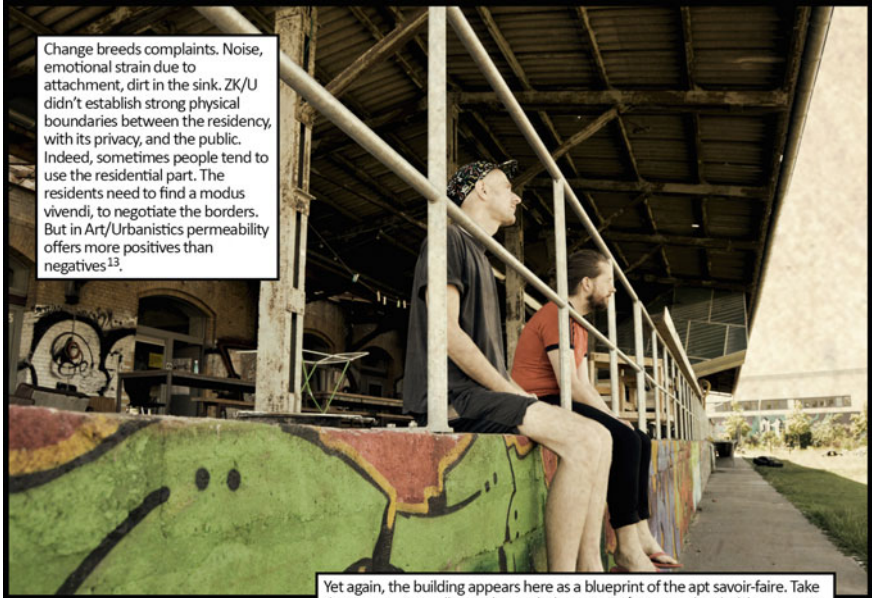 Change breeds complaints. Noise,
emotional strain due to
attachment, dirt in the sink. ZK/U
didn't establish strong physical
boundaries between the residency,
with its privacy, and the public.
Indeed, sometimes people tend to
use the residential part. The
residents need to find a modus
vivendi, to negotiate the borders.
But in Art/Urbanistics permeability
offers more positives than
negatives13.
Yet again, the building appears here as a blueprint of the apt savoir-faire. Take